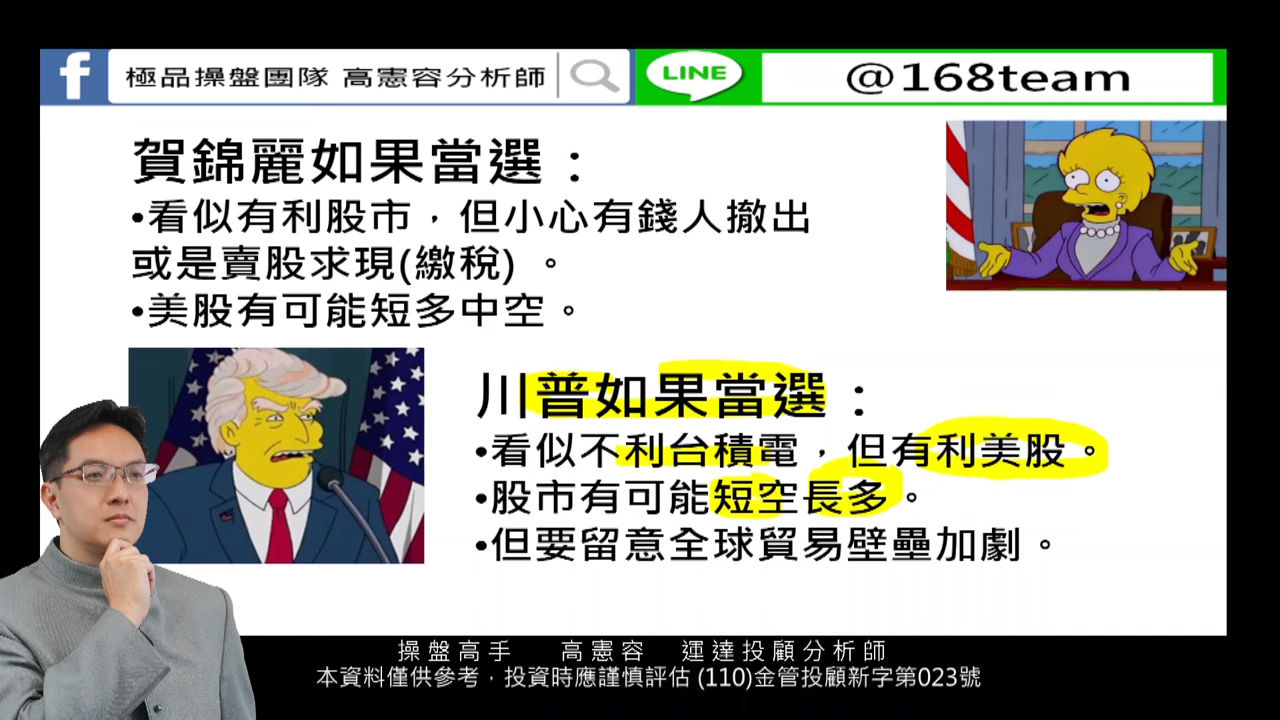 f 極品操盤團隊 高憲容分析師 LINE @168team
賀錦麗如果當選：
•看似有利股市，但小心有錢人撤出
或是賣股求現(繳稅) 。
•美股有可能短多中空。
川普如果當選：
•看似不利台積電，但有利美股。
•股市有可能短空長多。
•但要留意全球貿易壁壘加劇。
操盤高手 高憲容 運達投顧分析師
本資料僅供參考，投資時應謹慎評估 (110)金管投顧新字第023號